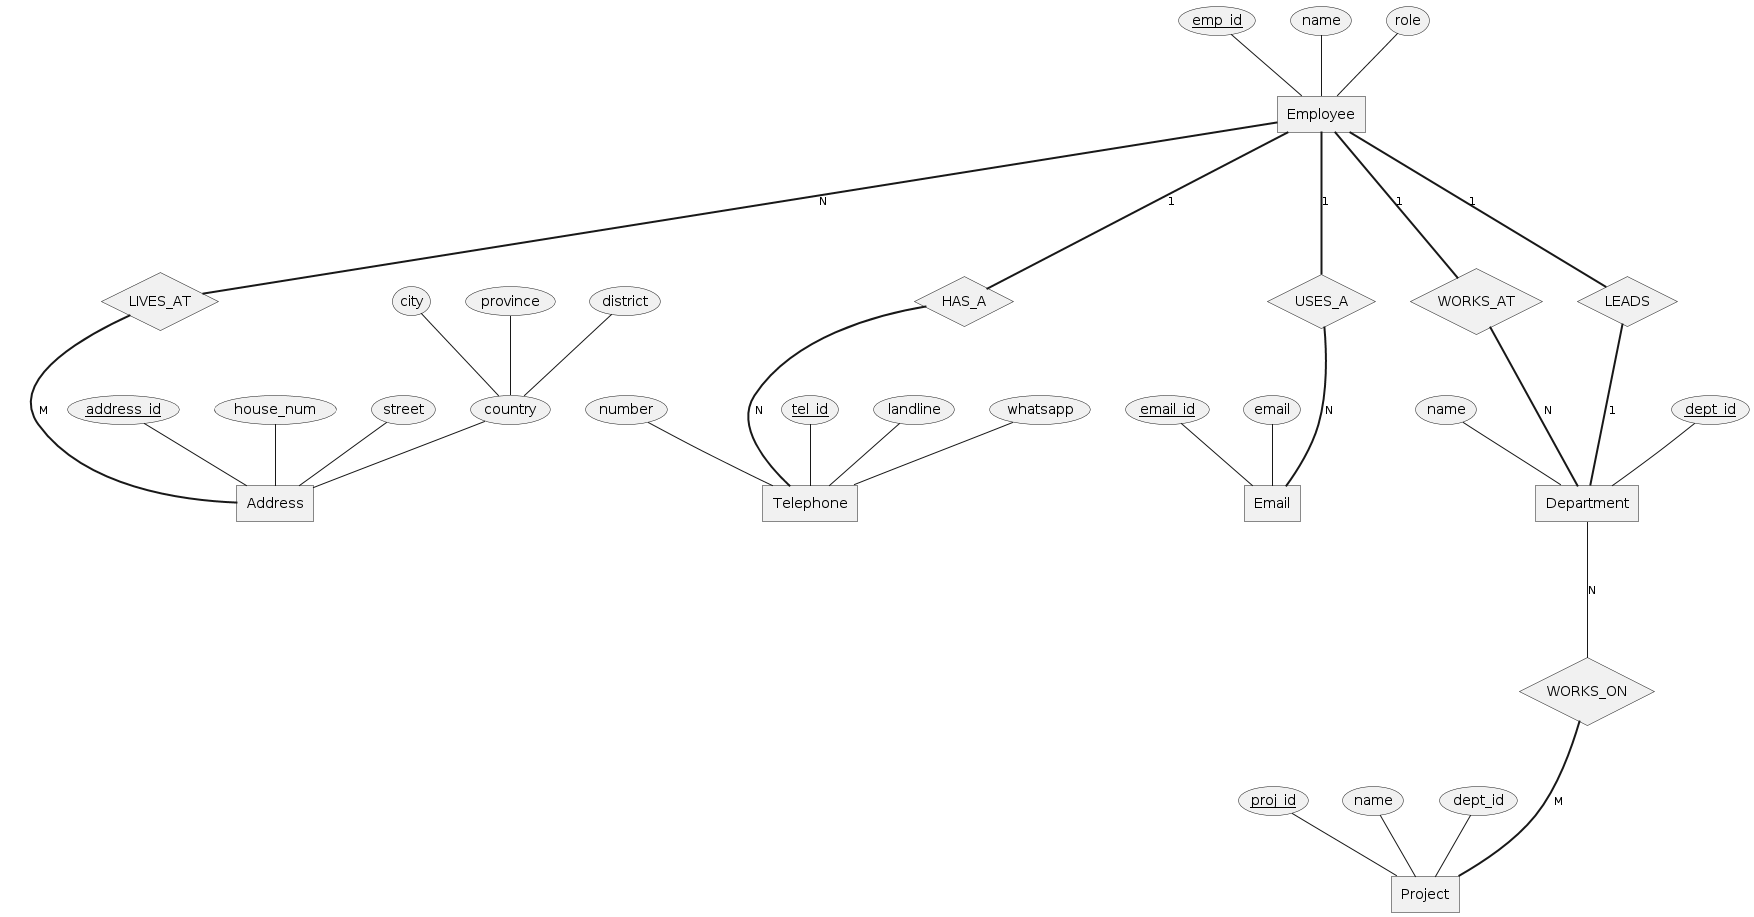 emp_id name role
Employee
N 1 1 1 1
LIVES_AT city province district HAS_A USES_A WORKS_AT LEADS
M address_id house_num street country number N tel_id landline whatsapp email_id email N name N 1 dept_id
Address Telephone Email Department
N
WORKS_ON
proj_id name dept_id M
Project